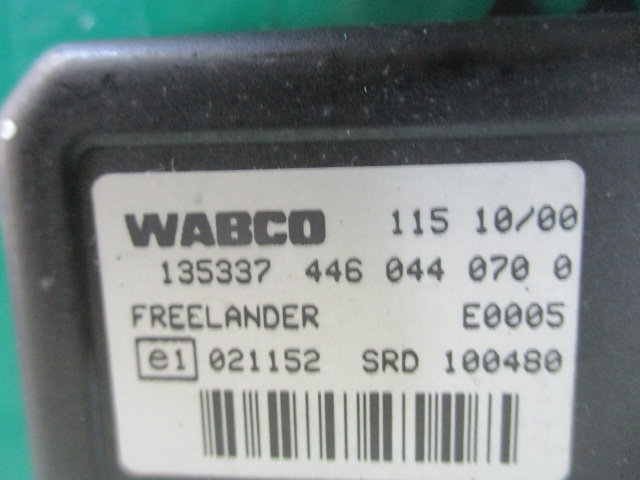 WABCO 115 10/00
135337 446 044 070 0
FREELANDER E0005
e1 021152 SRD 100480